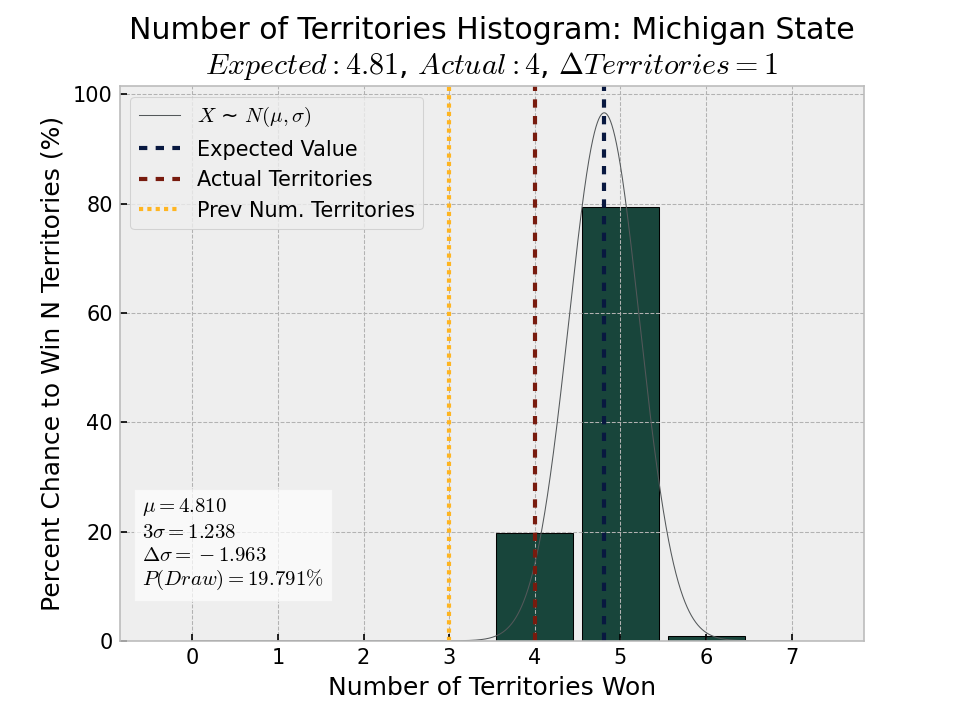 Number of Territories Histogram: Michigan State
Expected : 4.81, Actual : 4, ΔTerritories = 1
Percent Chance to Win N Territories (%)
100
80
60
40
20
0
X ~ N(μ, σ)
Expected Value
Actual Territories
Prev Num. Territories
μ = 4.810
3σ = 1.238
Δσ = − 1.963
P(Draw) = 19.791%
0 1 2 3 4 5 6 7
Number of Territories Won